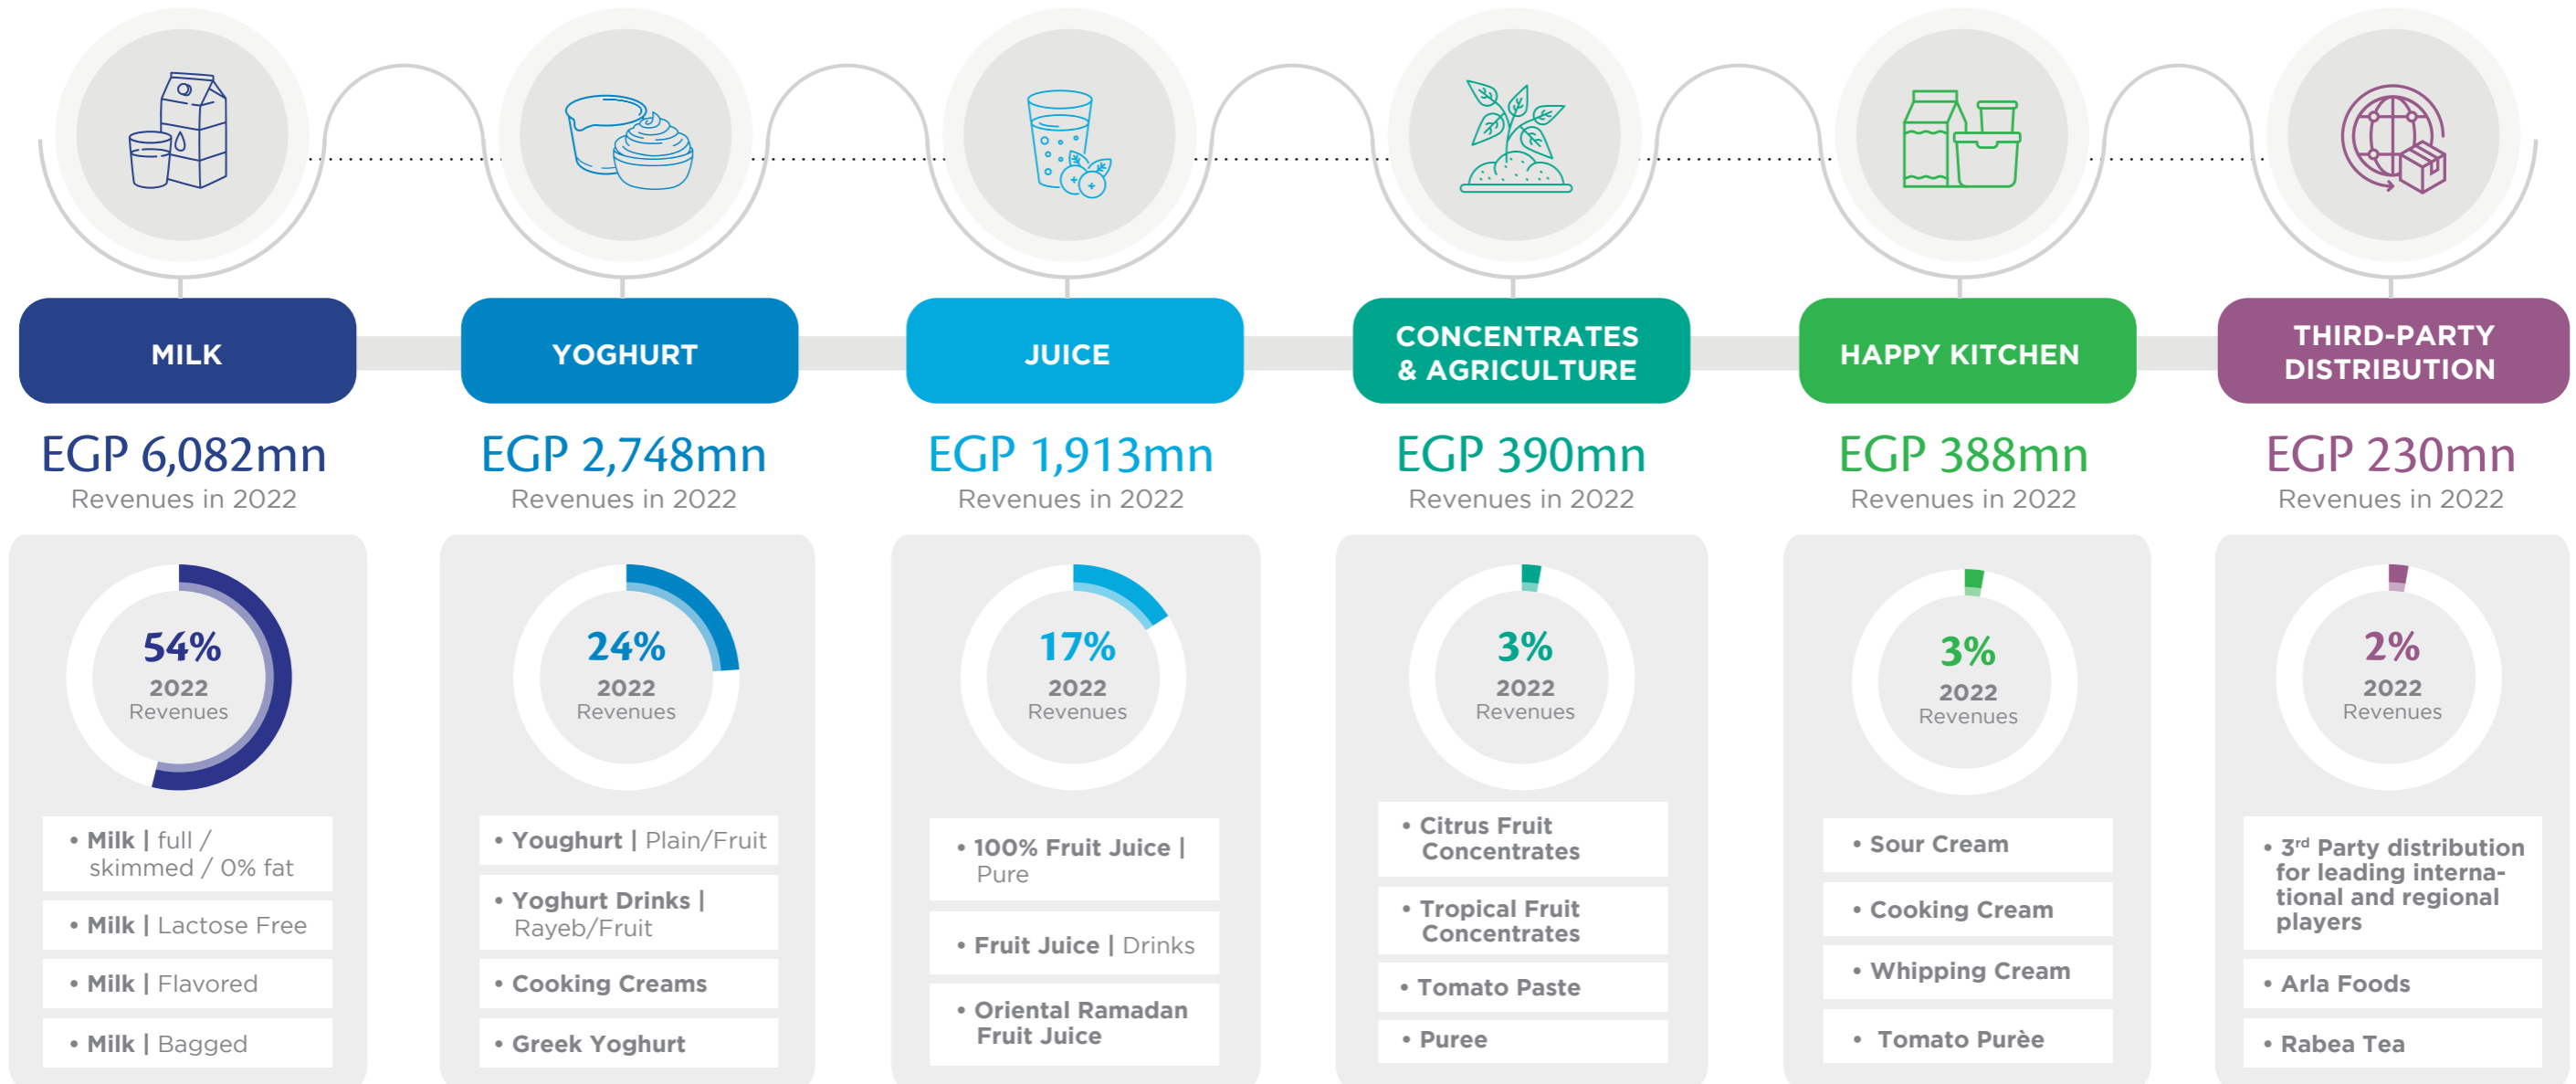 MILK
EGP 6,082mn
Revenues in 2022
54%
2022
Revenues
• Milk | full /
skimmed / 0% fat
• Milk | Lactose Free
• Milk | Flavored
• Milk | Bagged
YOGHURT
EGP 2,748mn
Revenues in 2022
24%
2022
Revenues
• Youghurt | Plain/Fruit
• Yoghurt Drinks |
Rayeb/Fruit
• Cooking Creams
• Greek Yoghurt
JUICE
EGP 1,913mn
Revenues in 2022
17%
2022
Revenues
• 100% Fruit Juice |
Pure
• Fruit Juice | Drinks
• Oriental Ramadan
Fruit Juice
CONCENTRATES
& AGRICULTURE
EGP 390mn
Revenues in 2022
3%
2022
Revenues
• Citrus Fruit
Concentrates
• Tropical Fruit
Concentrates
• Tomato Paste
• Puree
HAPPY KITCHEN
EGP 388mn
Revenues in 2022
3%
2022
Revenues
• Sour Cream
• Cooking Cream
• Whipping Cream
• Tomato Purèe
THIRD-PARTY
DISTRIBUTION
EGP 230mn
Revenues in 2022
2%
2022
Revenues
• 3rd Party distribution
for leading interna-
tional and regional
players
• Arla Foods
• Rabea Tea